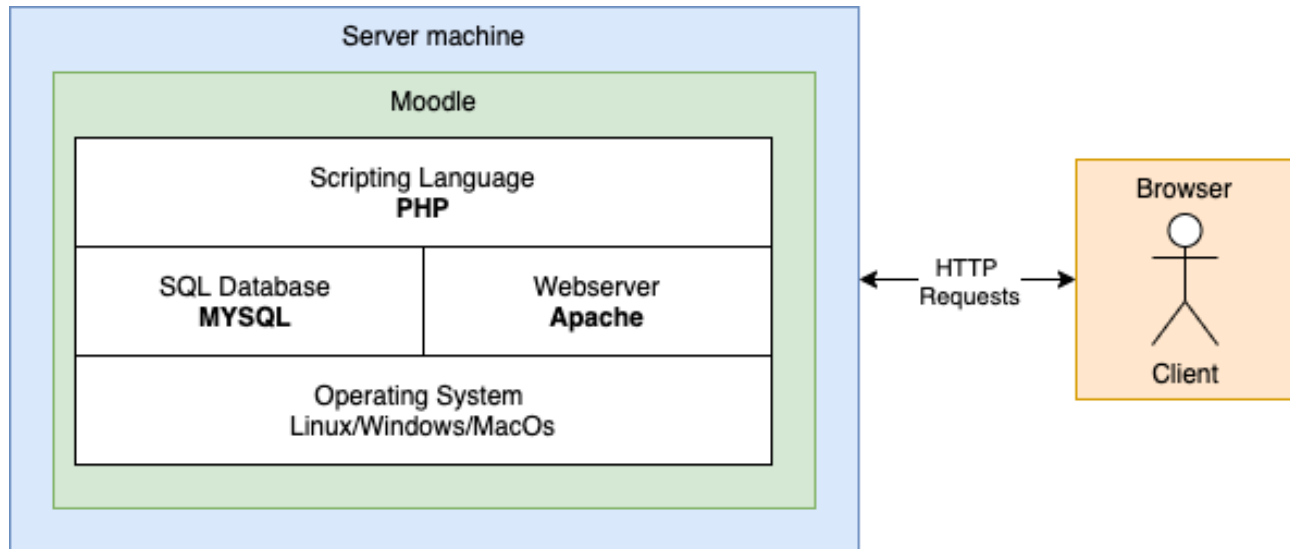 Server machine
Moodle
Scripting Language
PHP
SQL Database
MYSQL
Webserver
Apache
Operating System
Linux/Windows/MacOs
HTTP
Requests
Browser
Client